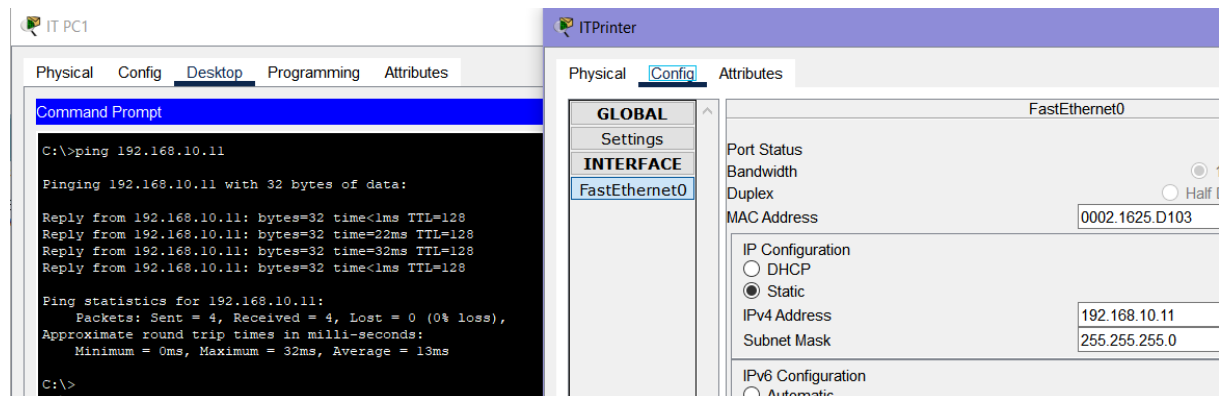 IT PC1
Physical Config Desktop Programming Attributes
Command Prompt
C:\>ping 192.168.10.11
Pinging 192.168.10.11 with 32 bytes of data:
Reply from 192.168.10.11: bytes=32 time<1ms TTL=128
Reply from 192.168.10.11: bytes=32 time=22ms TTL=128
Reply from 192.168.10.11: bytes=32 time=32ms TTL=128
Reply from 192.168.10.11: bytes=32 time<1ms TTL=128
Ping statistics for 192.168.10.11:
Packets: Sent = 4, Received = 4, Lost = 0 (0% loss),
Approximate round trip times in milli-seconds:
Minimum = 0ms, Maximum = 32ms, Average = 13ms
C:\>
ITPrinter
Physical Config Attributes
GLOBAL
Settings
INTERFACE
FastEthernet0
FastEthernet0
Port Status
Bandwidth
Duplex Half
MAC Address 0002.1625.D103
IP Configuration
DHCP
Static
IPv4 Address 192.168.10.11
Subnet Mask 255.255.255.0
IPv6 Configuration
Automatic